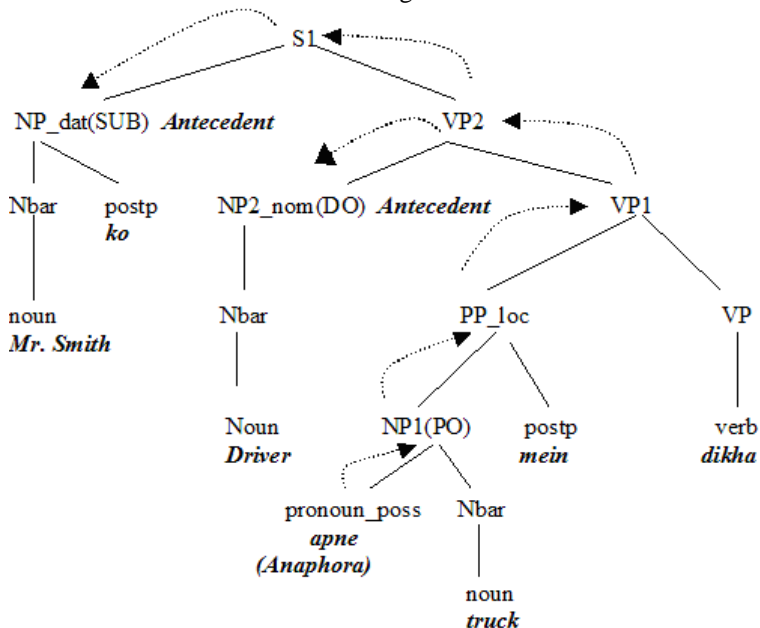 S1
NP_dat(SUB) Antecedent VP2
Nbar postp NP2_nom(DO) Antecedent VP1
ko
noun Nbar PP_loc VP
Mr. Smith
Noun NP1(PO) postp verb
Driver mein dikha
pronoun_poss Nbar
apne
(Anaphora)
noun
truck